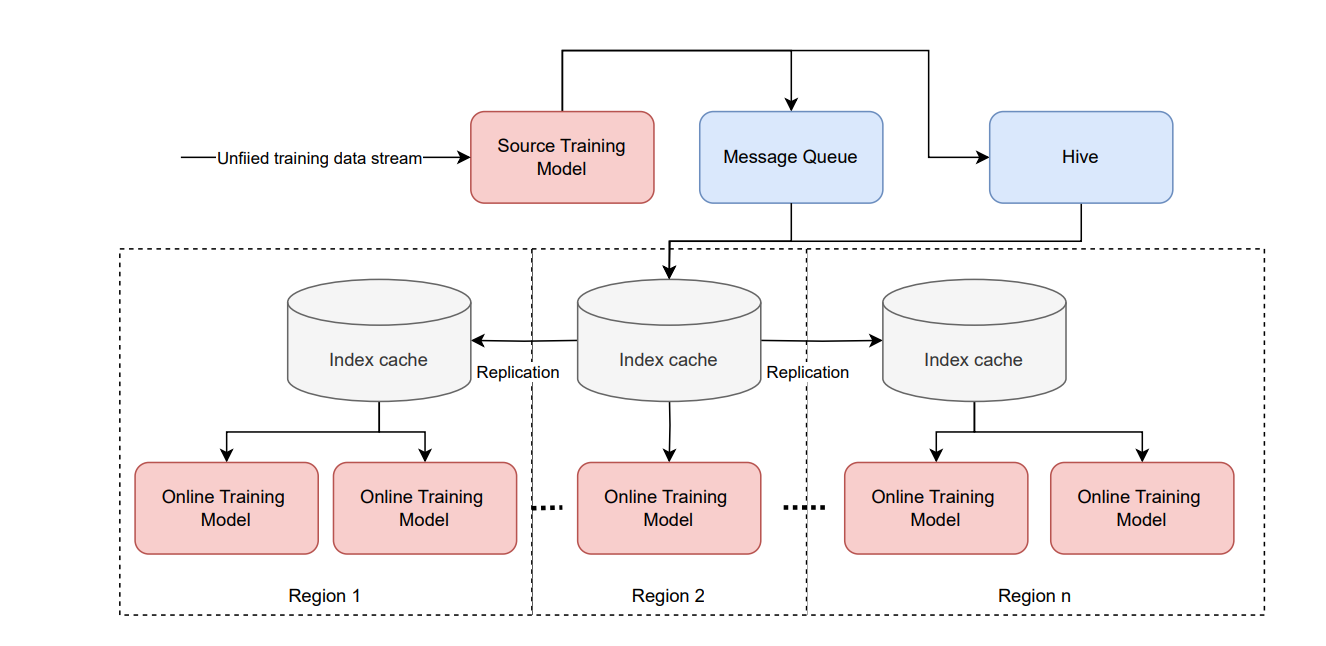 Unfiied training data stream
Source Training
Model
Message Queue
Hive
Index cache
Index cache
Index cache
Replication
Replication
Online Training
Model
Online Training
Model
Online Training
Model
Online Training
Model
Online Training
Model
Region 1
Region 2
Region n